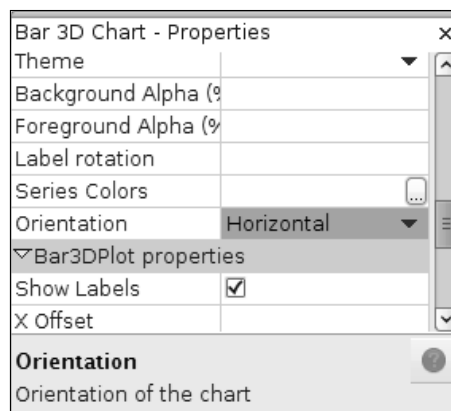 Bar 3D Chart - Properties ×
Theme
Background Alpha (%
Foreground Alpha (%
Label rotation
Series Colors ...
Orientation Horizontal
Bar3DPlot properties
Show Labels
X Offset
Orientation
Orientation of the chart
?